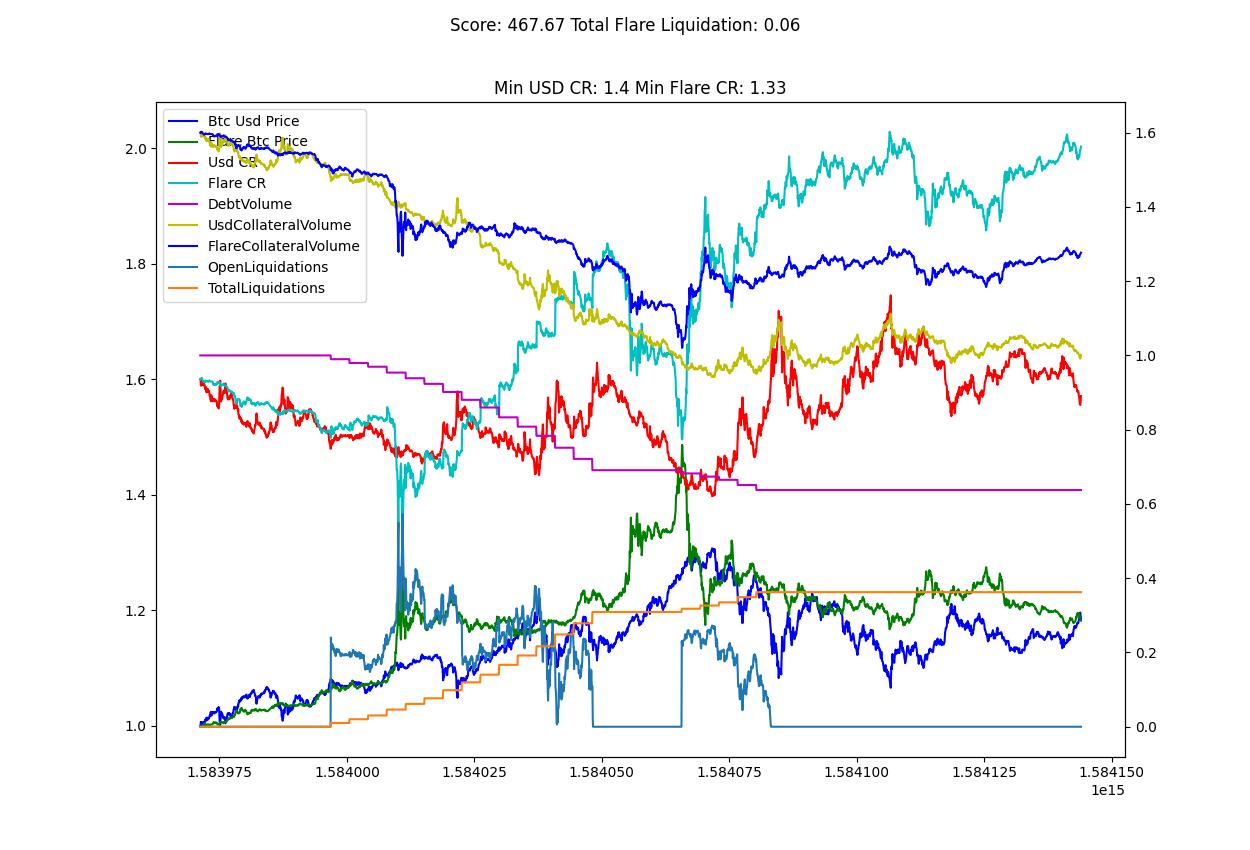 Score: 467.67 Total Flare Liquidation: 0.06
Min USD CR: 1.4 Min Flare CR: 1.33
Btc Usd Price
Flare Btc Price
Usd CR
Flare CR
DebtVolume
UsdCollateralVolume
FlareCollateralVolume
OpenLiquidations
TotalLiquidations
2.0
1.8
1.6
1.4
1.2
1.0
1.6
1.4
1.2
1.0
0.8
0.6
0.4
0.2
0.0
1.583975 1.584000 1.584025 1.584050 1.584075 1.584100 1.584125 1.584150
1e15